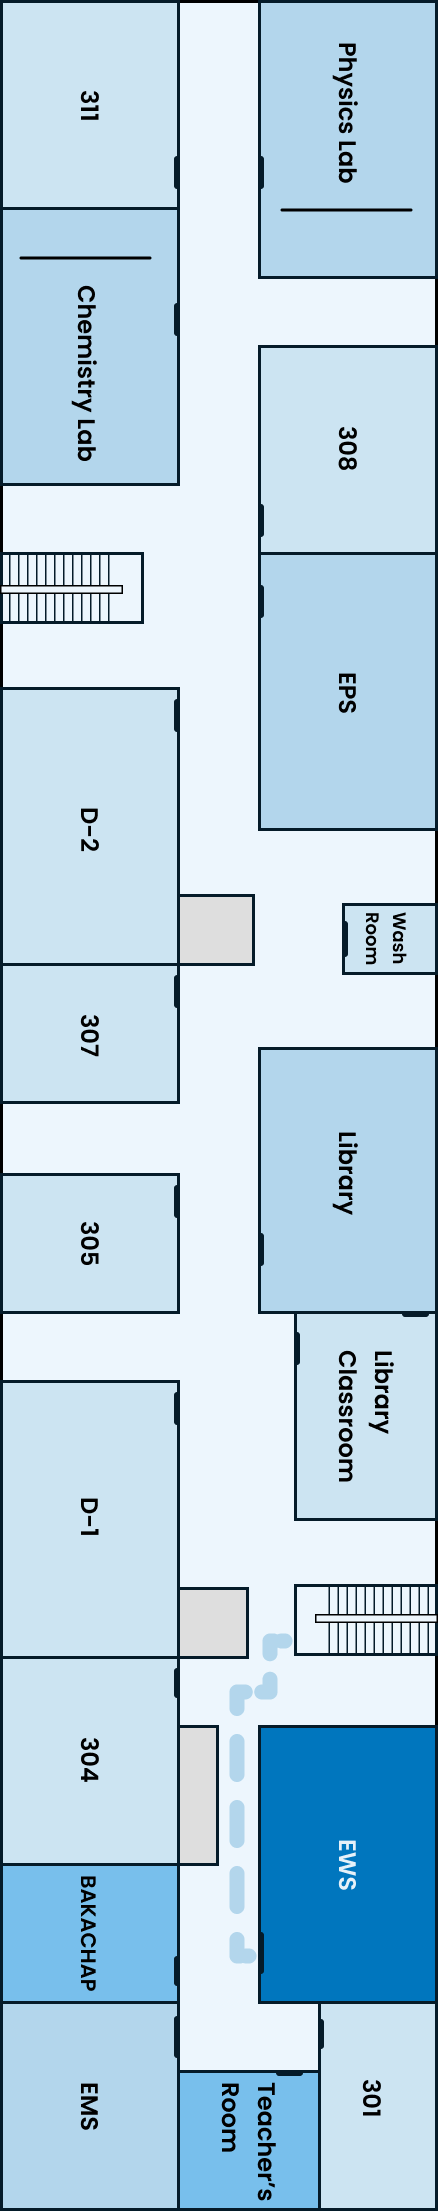 311
Physics Lab
Chemistry Lab
308
EPS
D-2
Wash
Room
307
Library
305
Library
Classroom
D-1
304
EWS
BAKACHAP
EMS
Teacher's
Room
301